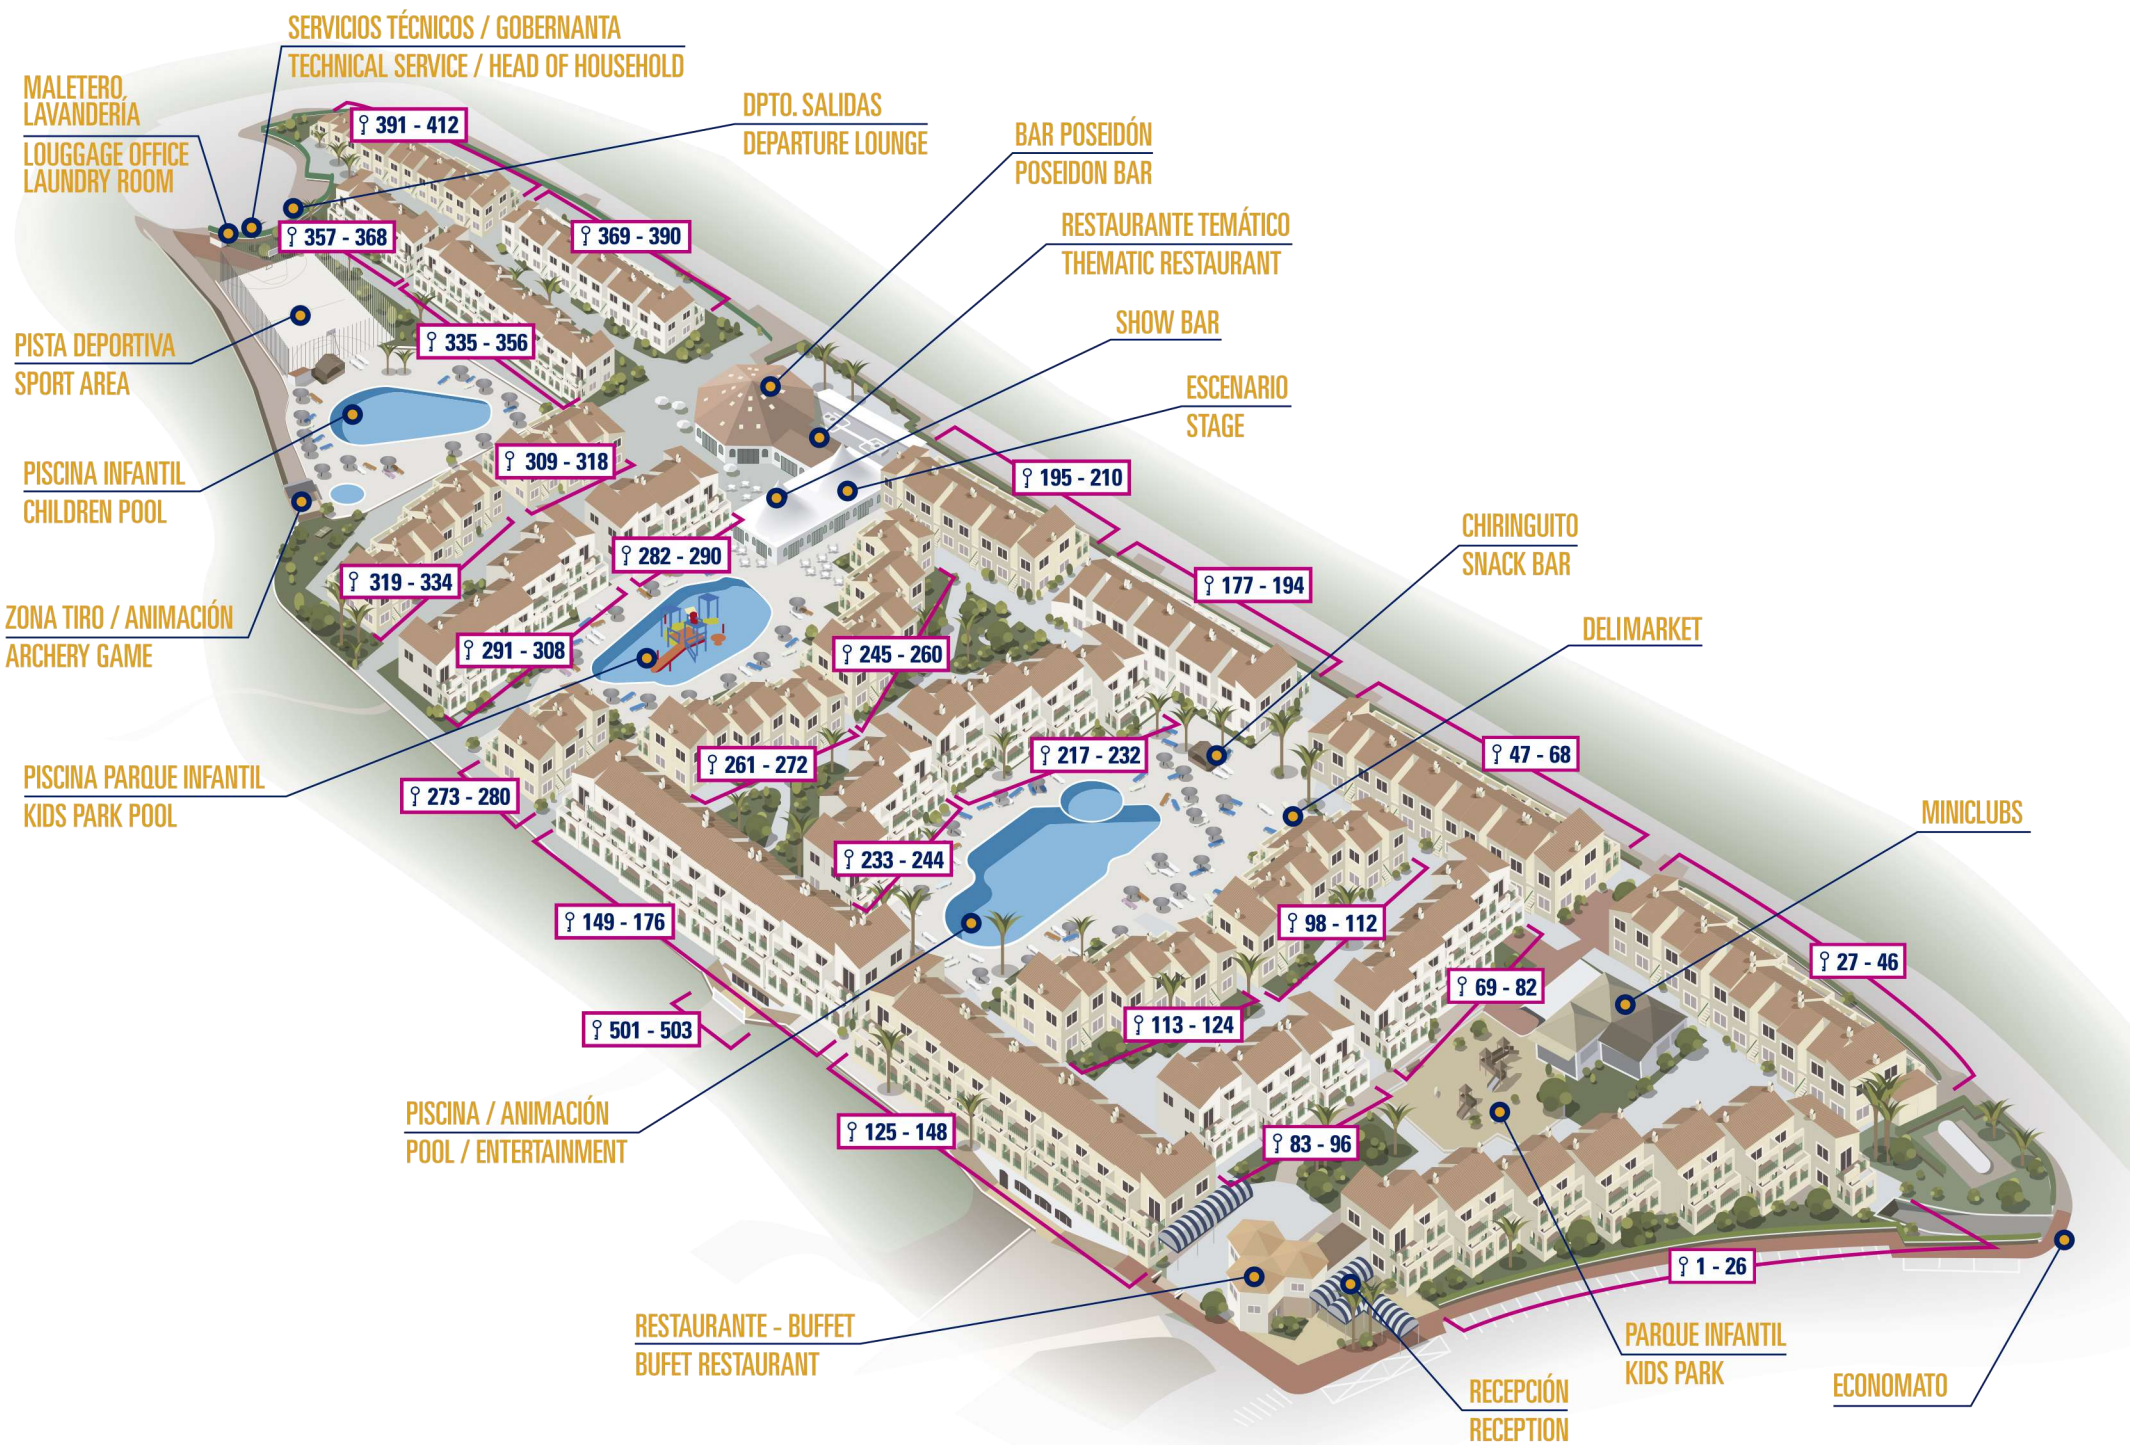 SERVICIOS TÉCNICOS / GOBERNANTA
TECHNICAL SERVICE / HEAD OF HOUSEHOLD
MALETERO,
LAVANDERÍA
LOUGGAGE OFFICE
LAUNDRY ROOM
DPTO. SALIDAS
DEPARTURE LOUNGE
BAR POSEIDÓN
POSEIDON BAR
RESTAURANTE TEMÁTICO
THEMATIC RESTAURANT
SHOW BAR
ESCENARIO
STAGE
PISTA DEPORTIVA
SPORT AREA
PISCINA INFANTIL
CHILDREN POOL
CHIRINGUITO
SNACK BAR
ZONA TIRO / ANIMACIÓN
ARCHERY GAME
DELIMARKET
PISCINA PARQUE INFANTIL
KIDS PARK POOL
MINICLUBS
PISCINA / ANIMACIÓN
POOL / ENTERTAINMENT
RESTAURANTE - BUFFET
BUFET RESTAURANT
RECEPCIÓN
RECEPTION
PARQUE INFANTIL
KIDS PARK
ECONOMATO
391 - 412
357 - 368
369 - 390
335 - 356
309 - 318
195 - 210
282 - 290
319 - 334
177 - 194
291 - 308
245 - 260
217 - 232
47 - 68
261 - 272
273 - 280
233 - 244
149 - 176
98 - 112
27 - 46
69 - 82
501 - 503
113 - 124
125 - 148
83 - 96
1 - 26